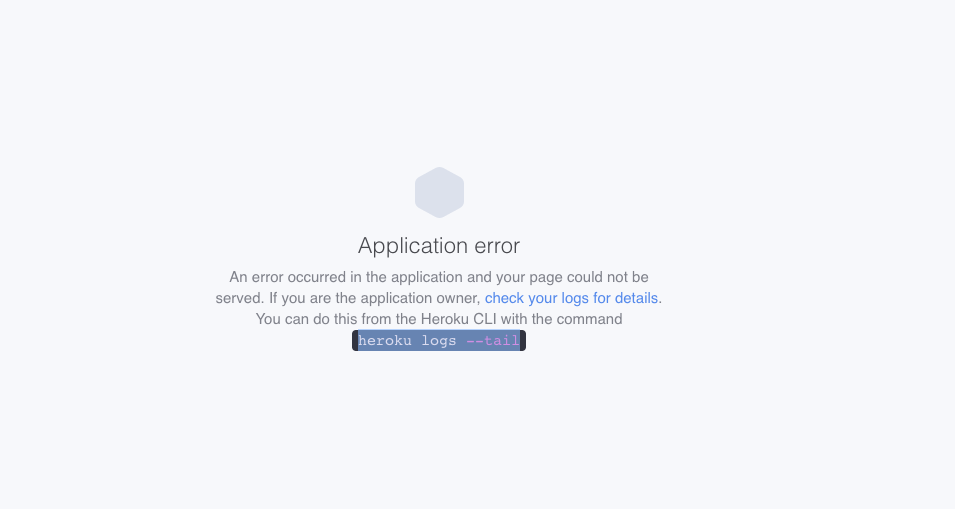 Application error
An error occurred in the application and your page could not be
served. If you are the application owner, check your logs for details.
You can do this from the Heroku CLI with the command
heroku logs --tail